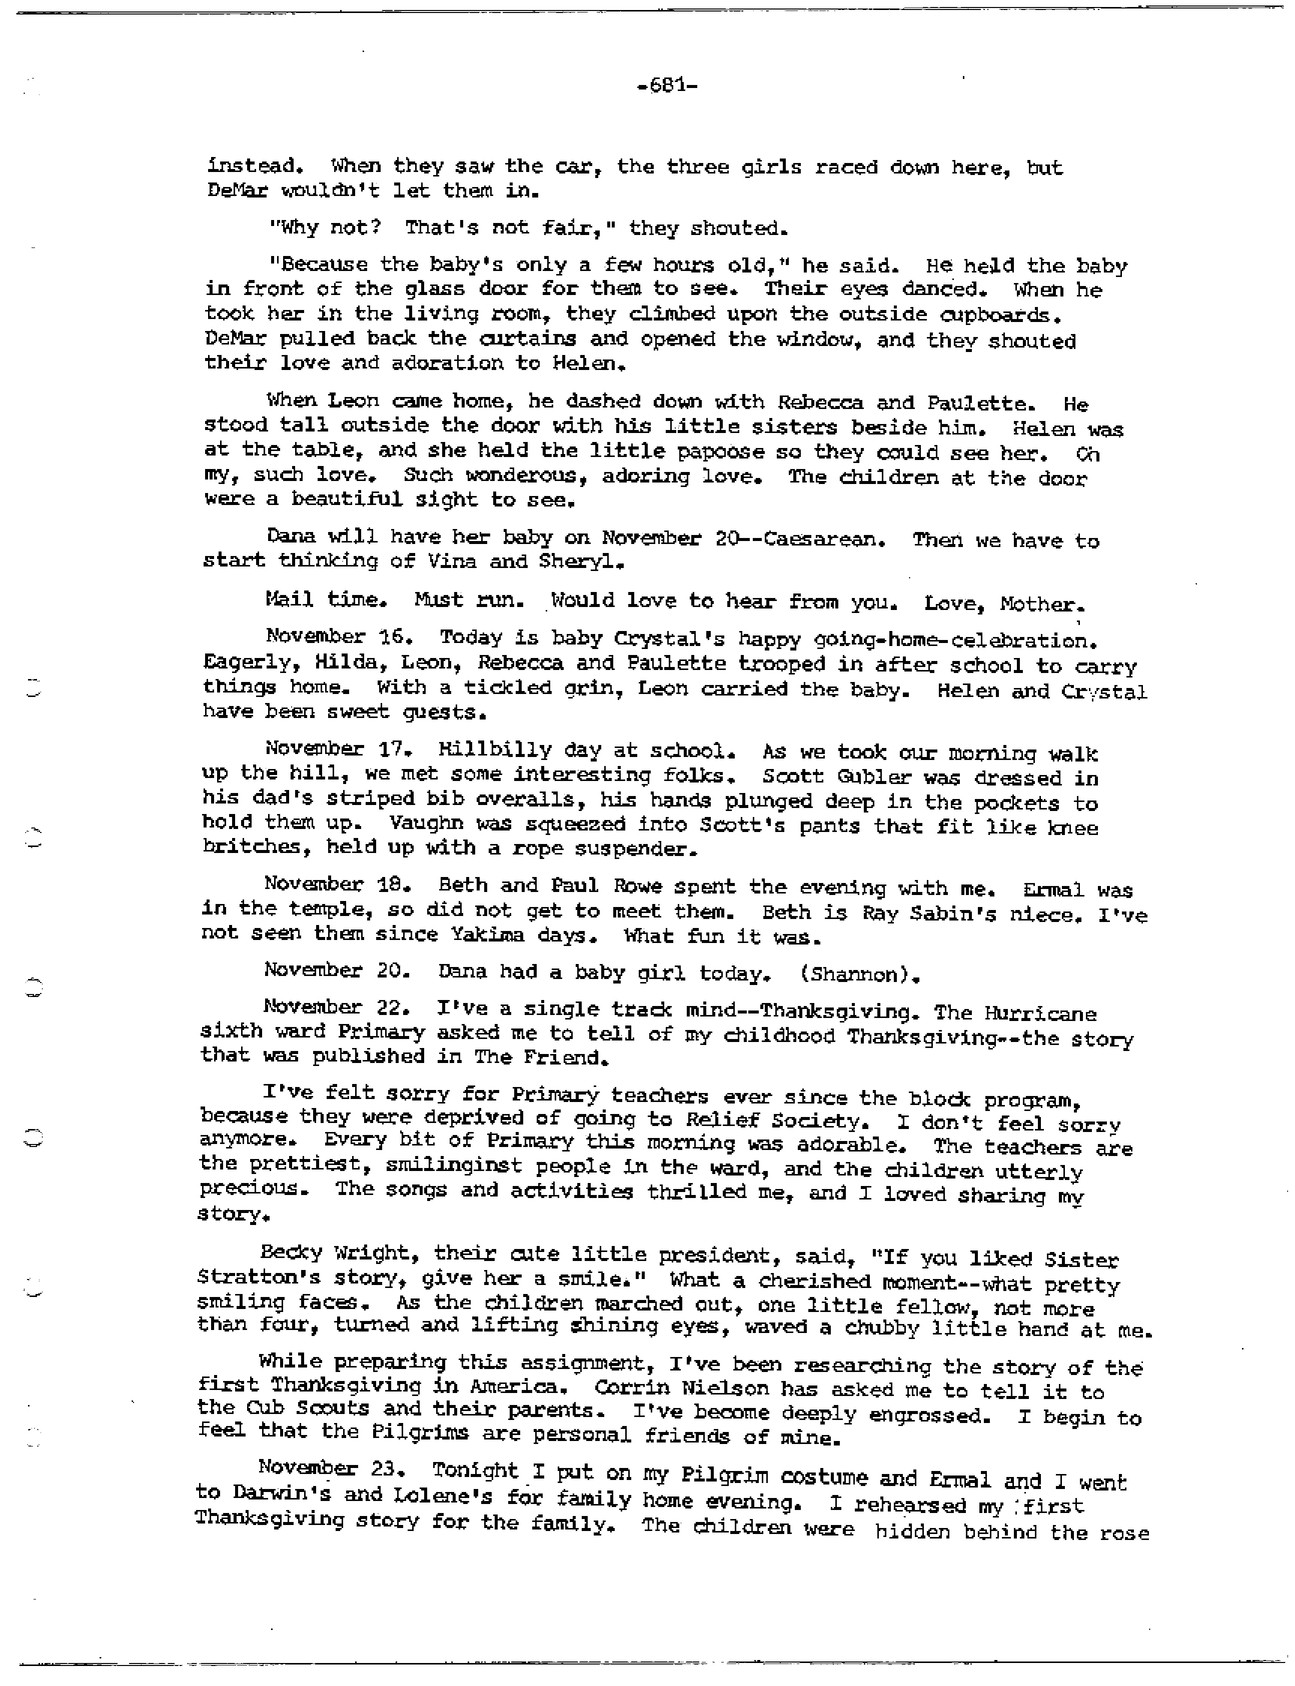 -681-
instead. When they saw the car, the three girls raced down here, but
DeMar wouldn't let them in.
"Why not? That's not fair," they shouted.
"Because the baby's only a few hours old," he said. He held the baby
in front of the glass door for them to see. Their eyes danced. When he
took her in the living room, they climbed upon the outside cupboards.
DeMar pulled back the curtains and opened the window, and they shouted
their love and adoration to Helen.
When Leon came home, he dashed down with Rebecca and Paulette. He
stood tall outside the door with his little sisters beside him. Helen was
at the table, and she held the little papoose so they could see her. Oh
my, such love. Such wonderous, adoring love. The children at the door
were a beautiful sight to see.
Dana will have her baby on November 20--Caesarean. Then we have to
start thinking of Vina and Sheryl.
Mail time. Must run. Would love to hear from you. Love, Mother.
November 16. Today is baby Crystal's happy going-home-celebration.
Eagerly, Hilda, Leon, Rebecca and Paulette trooped in after school to carry
things home. With a tickled grin, Leon carried the baby. Helen and Crystal
have been sweet guests.
November 17. Hillbilly day at school. As we took our morning walk
up the hill, we met some interesting folks. Scott Gubler was dressed in
his dad's striped bib overalls, his hands plunged deep in the pockets to
hold them up. Vaughn was squeezed into Scott's pants that fit like knee
britches, held up with a rope suspender.
November 18. Beth and Paul Rowe spent the evening with me. Ermal was
in the temple, so did not get to meet them. Beth is Ray Sabin's niece. I've
not seen them since Yakima days. What fun it was.
November 20. Dana had a baby girl today. (Shannon).
November 22. I've a single track mind--Thanksgiving. The Hurricane
sixth ward Primary asked me to tell of my childhood Thanksgiving--the story
that was published in The Friend.
I've felt sorry for Primary teachers ever since the block program,
because they were deprived of going to Relief Society. I don't feel sorry
anymore. Every bit of Primary this morning was adorable. The teachers are
the prettiest, smilinginst people in the ward, and the children utterly
precious. The songs and activities thrilled me, and I loved sharing my
story.
Becky Wright, their cute little president, said, "If you liked Sister
Stratton's story, give her a smile." What a cherished moment--what pretty
smiling faces. As the children marched out, one little fellow, not more
than four, turned and lifting shining eyes, waved a chubby little hand at me.
While preparing this assignment, I've been researching the story of the
first Thanksgiving in America. Corrin Nielson has asked me to tell it to
the Cub Scouts and their parents. I've become deeply engrossed. I begin to
feel that the Pilgrims are personal friends of mine.
November 23. Tonight I put on my Pilgrim costume and Ermal and I went
to Darwin's and Lolene's for family home evening. I rehearsed my first
Thanksgiving story for the family. The children were hidden behind the rose